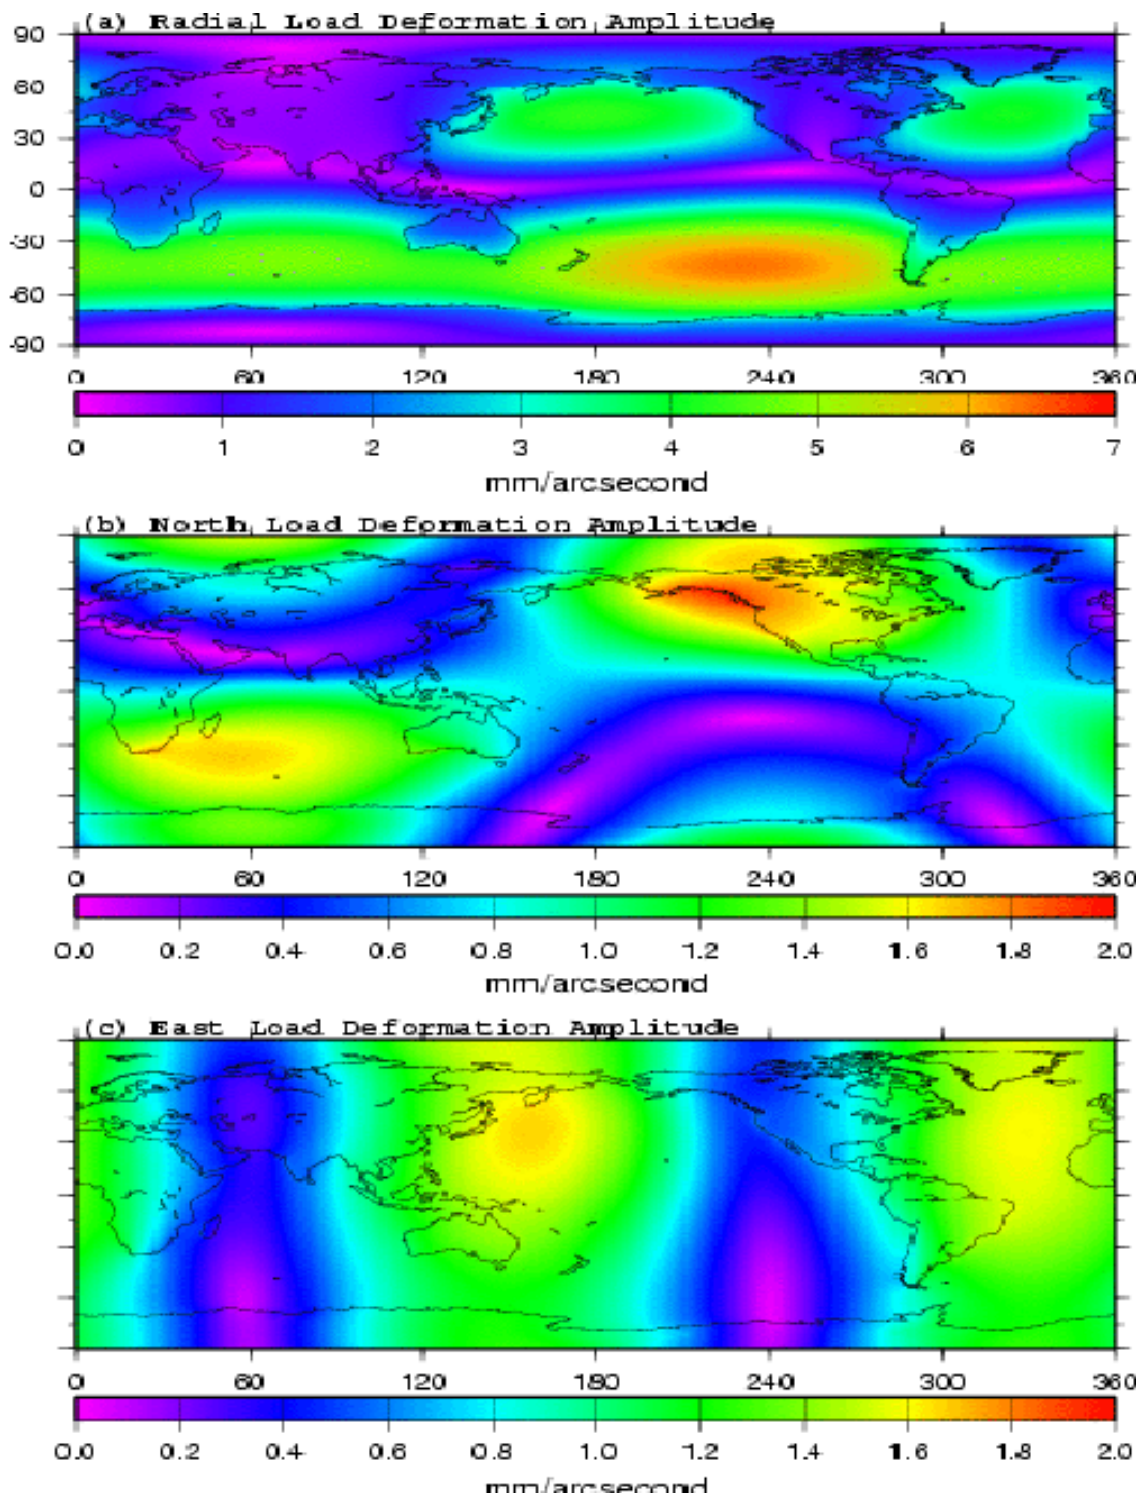 (a) Radial Load Deformation Amplitude
90
60
30
0
-30
-60
-90
0 60 120 180 240 300 360
0 1 2 3 4 5 6 7
mm/arcsecond
(b) North Load Deformation Amplitude
0 60 120 180 240 300 360
0.0 0.2 0.4 0.6 0.8 1.0 1.2 1.4 1.6 1.8 2.0
mm/arcsecond
(c) East Load Deformation Amplitude
0 60 120 180 240 300 360
0.0 0.2 0.4 0.6 0.8 1.0 1.2 1.4 1.6 1.8 2.0
mm/arcsecond